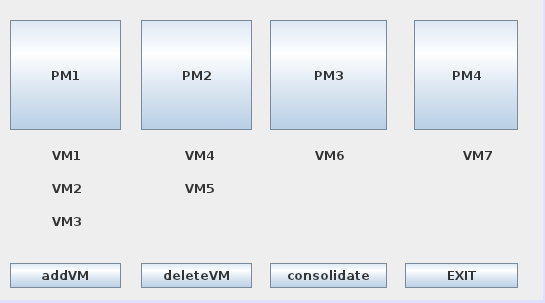 PM1 PM2 PM3 PM4
VM1 VM4 VM6 VM7
VM2 VM5
VM3
addVM deleteVM consolidate EXIT